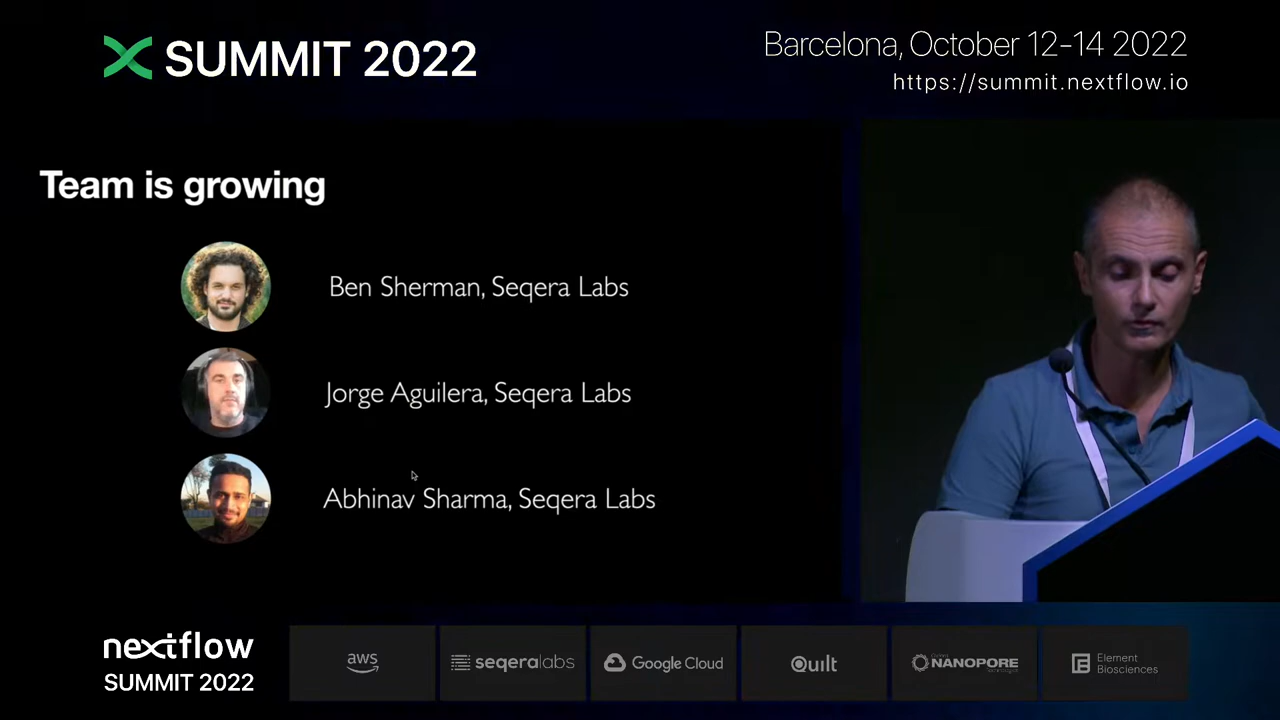 SUMMIT 2022
Barcelona, October 12-14 2022
https://summit.nextflow.io
Team is growing
Ben Sherman, Seqera Labs
Jorge Aguilera, Seqera Labs
Abhinav Sharma, Seqera Labs
nextflow
SUMMIT 2022
aws
seqeralabs
Google Cloud
Quilt
NANOPORE
Element
Biosciences